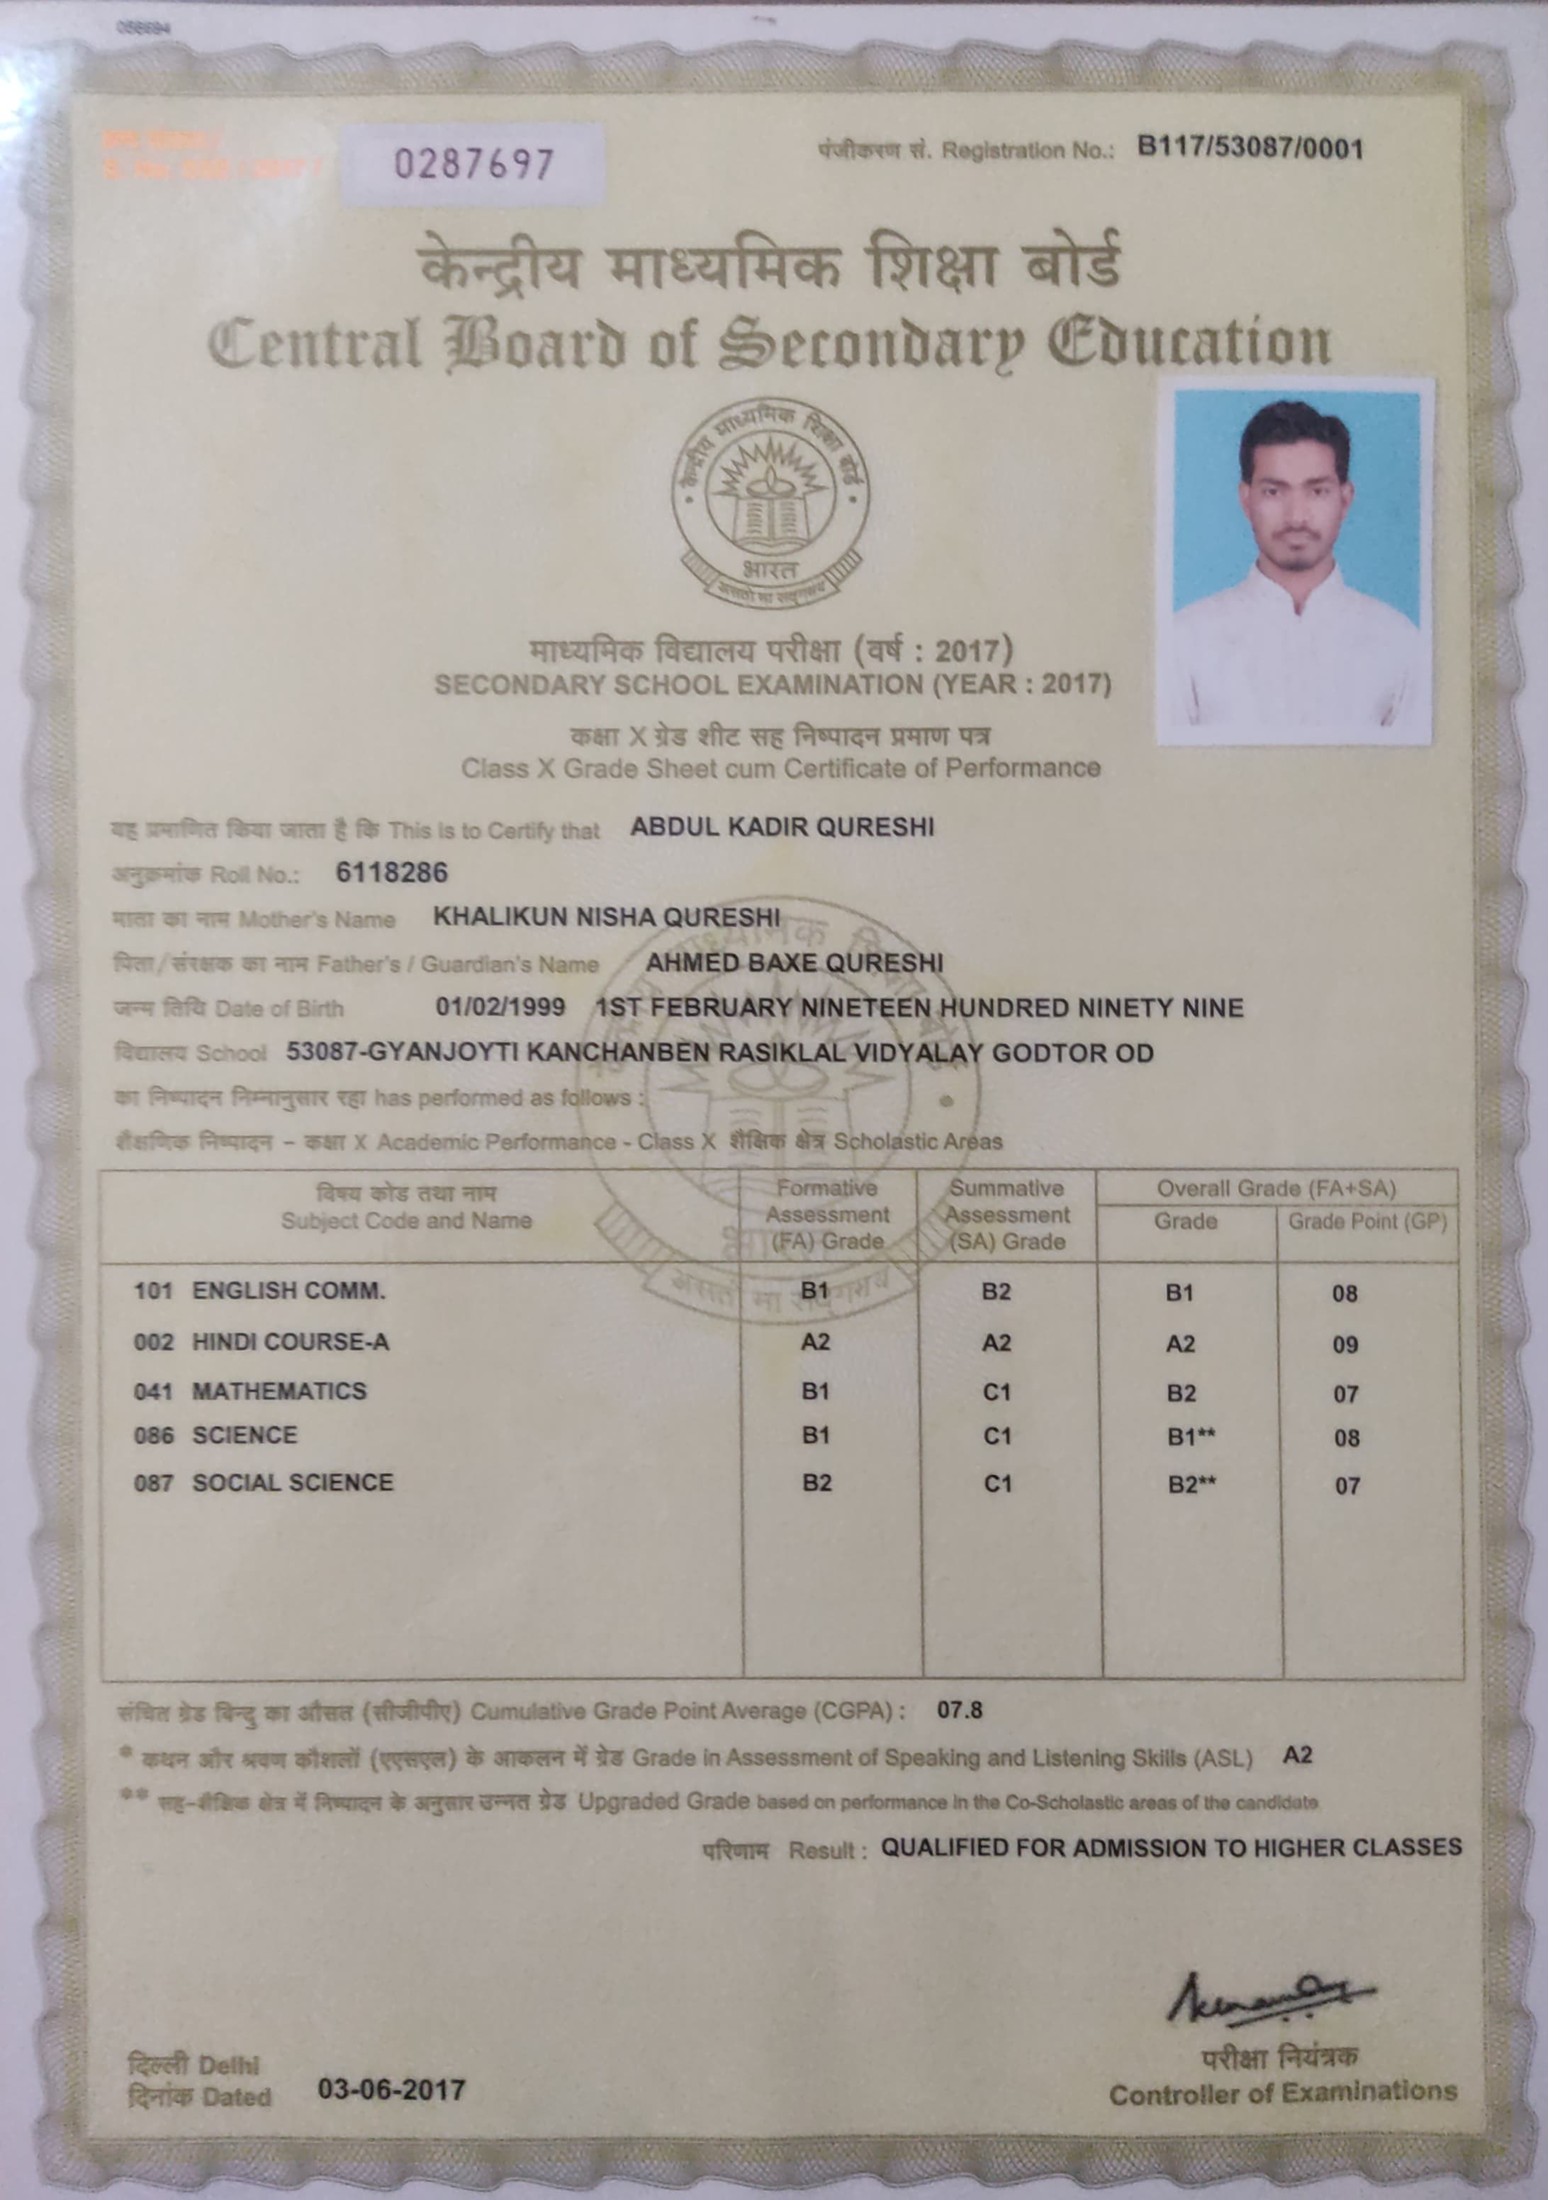 056694
0287697
पंजीकरण सं. Registration No.: B117/53087/0001
केन्द्रीय माध्यमिक शिक्षा बोर्ड
Central Board of Secondary Education
केन्द्रीय माध्यमिक शिक्षा बोर्ड
भारत
असतो मा सद्गमय
माध्यमिक विद्यालय परीक्षा (वर्ष : 2017)
SECONDARY SCHOOL EXAMINATION (YEAR : 2017)
कक्षा X ग्रेड शीट सह निष्पादन प्रमाण पत्र
Class X Grade Sheet cum Certificate of Performance
यह प्रमाणित किया जाता है कि This is to Certify that ABDUL KADIR QURESHI
अनुक्रमांक Roll No.: 6118286
माता का नाम Mother's Name KHALIKUN NISHA QURESHI
पिता/संरक्षक का नाम Father's / Guardian's Name AHMED BAXE QURESHI
जन्म तिथि Date of Birth 01/02/1999 1ST FEBRUARY NINETEEN HUNDRED NINETY NINE
विद्यालय School 53087-GYANJOYTI KANCHANBEN RASIKLAL VIDYALAY GODTOR OD
का निष्पादन निम्नानुसार रहा has performed as follows :
शैक्षणिक निष्पादन – कक्षा X Academic Performance - Class X शैक्षिक क्षेत्र Scholastic Areas
विषय कोड तथा नाम
Subject Code and Name
Formative Assessment (FA) Grade
Summative Assessment (SA) Grade
Overall Grade (FA+SA)
Grade Grade Point (GP)
101 ENGLISH COMM. B1 B2 B1 08
002 HINDI COURSE-A A2 A2 A2 09
041 MATHEMATICS B1 C1 B2 07
086 SCIENCE B1 C1 B1** 08
087 SOCIAL SCIENCE B2 C1 B2** 07
संचित ग्रेड बिन्दु का औसत (सीजीपीए) Cumulative Grade Point Average (CGPA) : 07.8
* कथन और श्रवण कौशलों (एएसएल) के आकलन में ग्रेड Grade in Assessment of Speaking and Listening Skills (ASL) A2
** सह-शैक्षिक क्षेत्र में निष्पादन के अनुसार उन्नत ग्रेड Upgraded Grade based on performance in the Co-Scholastic areas of the candidate
परिणाम Result : QUALIFIED FOR ADMISSION TO HIGHER CLASSES
दिल्ली Delhi
दिनांक Dated 03-06-2017
परीक्षा नियंत्रक
Controller of Examinations